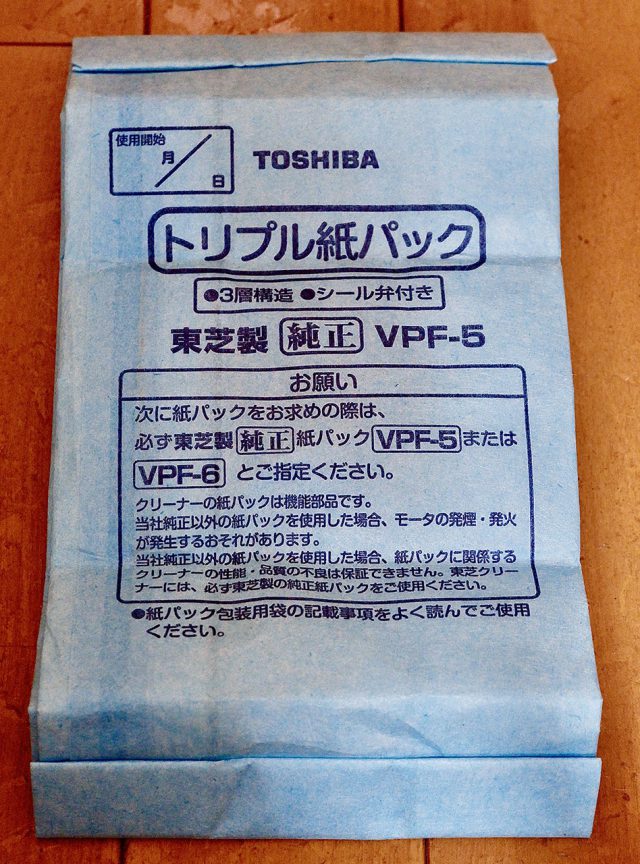 使用開始
月/日
TOSHIBA
トリプル紙パック
●3層構造 ●シール弁付き
東芝製 純正 VPF-5
お願い
次に紙パックをお求めの際は、
必ず東芝製 純正 紙パック VPF-5 または
VPF-6 とご指定ください。
クリーナーの紙パックは機能部品です。
当社純正以外の紙パックを使用した場合、モータの発煙・発火
が発生するおそれがあります。
当社純正以外の紙パックを使用した場合、紙パックに関係する
クリーナーの性能・品質の不良は保証できません。東芝クリー
ナーには、必ず東芝製の純正紙パックをご使用ください。
●紙パック包装用袋の記載事項をよく読んでご使用
ください。